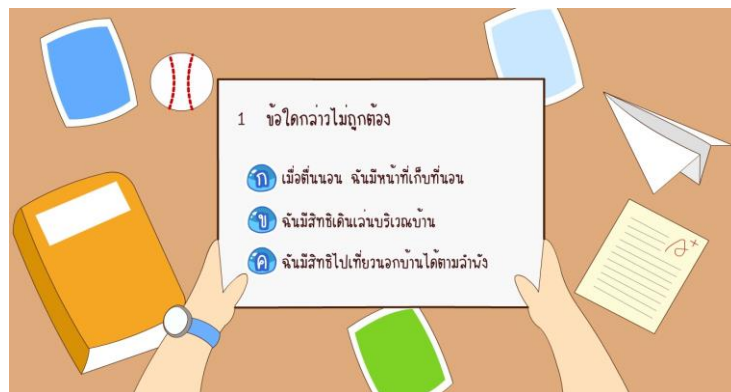 1 ข้อใดกล่าวไม่ถูกต้อง
ก เมื่อตื่นนอน ฉันมีหน้าที่เก็บที่นอน
ข ฉันมีสิทธิเดินเล่นบริเวณบ้าน
ค ฉันมีสิทธิไปเที่ยวนอกบ้านได้ตามลำพัง
A+